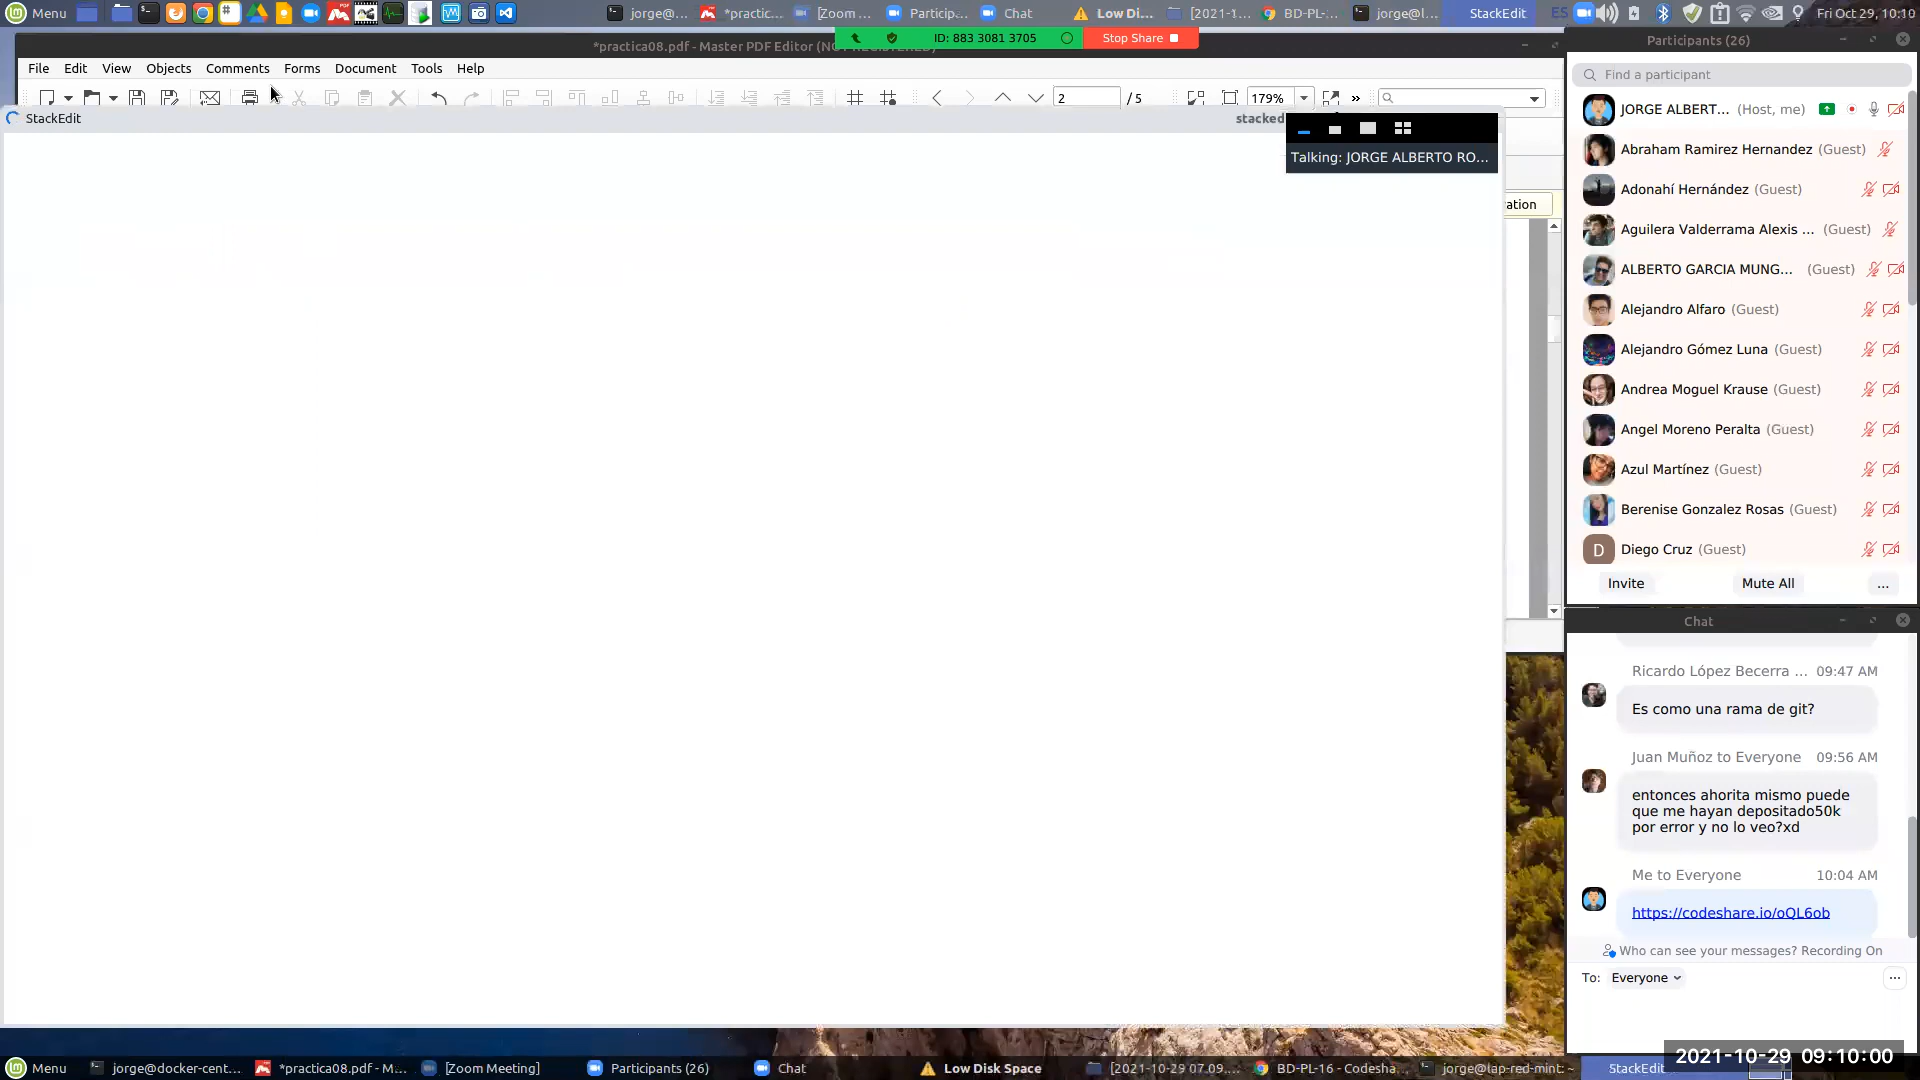 Menu jorge@... *practic... [Zoom ... Particip... Chat Low Di... [2021-1... BD-PL-... jorge@l... StackEdit ES Fri Oct 29, 10:10
*practica08.pdf - Master PDF Editor
ID: 883 3081 3705 Stop Share
File Edit View Objects Comments Forms Document Tools Help
2 / 5 179%
StackEdit stacked
Talking: JORGE ALBERTO RO...
ation
Participants (26)
Find a participant
JORGE ALBERT... (Host, me)
Abraham Ramirez Hernandez (Guest)
Adonahí Hernández (Guest)
Aguilera Valderrama Alexis ... (Guest)
ALBERTO GARCIA MUNG... (Guest)
Alejandro Alfaro (Guest)
Alejandro Gómez Luna (Guest)
Andrea Moguel Krause (Guest)
Angel Moreno Peralta (Guest)
Azul Martínez (Guest)
Berenise Gonzalez Rosas (Guest)
D Diego Cruz (Guest)
Invite Mute All ...
Chat
Ricardo López Becerra ... 09:47 AM
Es como una rama de git?
Juan Muñoz to Everyone 09:56 AM
entonces ahorita mismo puede
que me hayan depositado50k
por error y no lo veo?xd
Me to Everyone 10:04 AM
https://codeshare.io/oQL6ob
Who can see your messages? Recording On
To: Everyone
2021-10-29 09:10:00
Menu jorge@docker-cent... *practica08.pdf - M... [Zoom Meeting] Participants (26) Chat Low Disk Space [2021-10-29 07.09.... BD-PL-16 - Codesha... jorge@lap-red-mint: ~ StackEdit